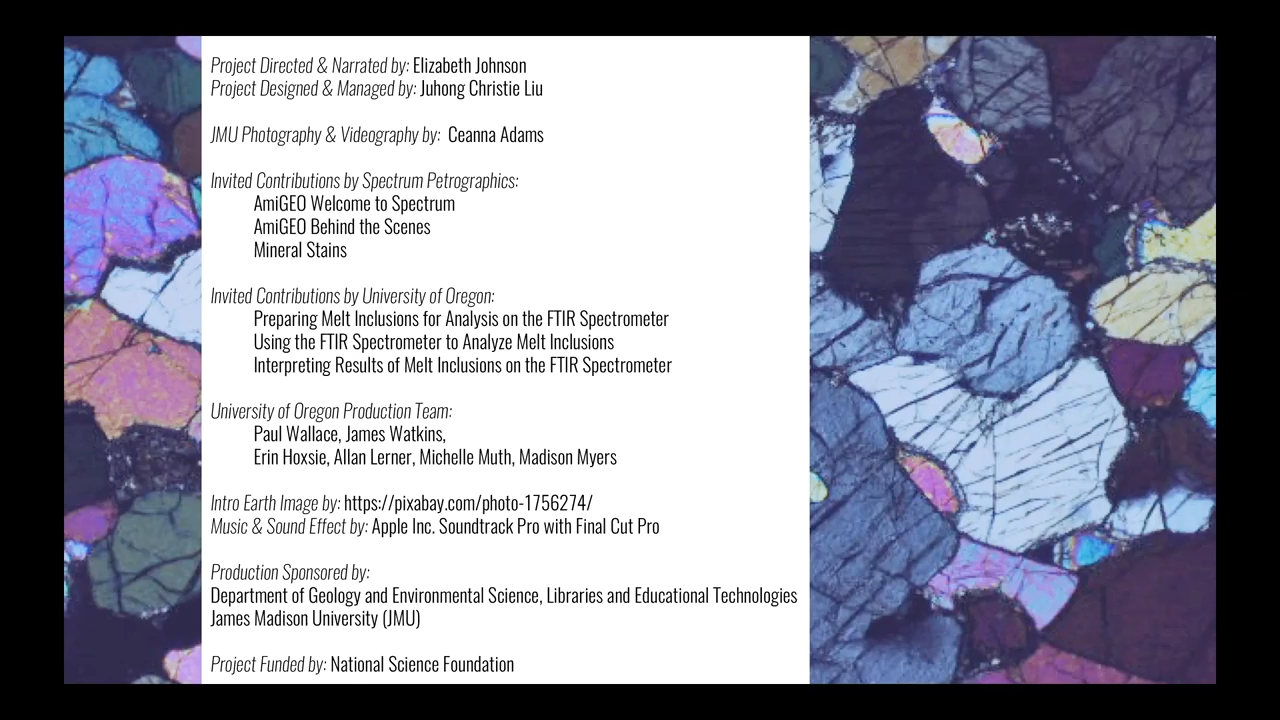 Project Directed & Narrated by: Elizabeth Johnson
Project Designed & Managed by: Juhong Christie Liu
JMU Photography & Videography by: Ceanna Adams
Invited Contributions by Spectrum Petrographics:
AmiGEO Welcome to Spectrum
AmiGEO Behind the Scenes
Mineral Stains
Invited Contributions by University of Oregon:
Preparing Melt Inclusions for Analysis on the FTIR Spectrometer
Using the FTIR Spectrometer to Analyze Melt Inclusions
Interpreting Results of Melt Inclusions on the FTIR Spectrometer
University of Oregon Production Team:
Paul Wallace, James Watkins,
Erin Hoxsie, Allan Lerner, Michelle Muth, Madison Myers
Intro Earth Image by: https://pixabay.com/photo-1756274/
Music & Sound Effect by: Apple Inc. Soundtrack Pro with Final Cut Pro
Production Sponsored by:
Department of Geology and Environmental Science, Libraries and Educational Technologies
James Madison University (JMU)
Project Funded by: National Science Foundation